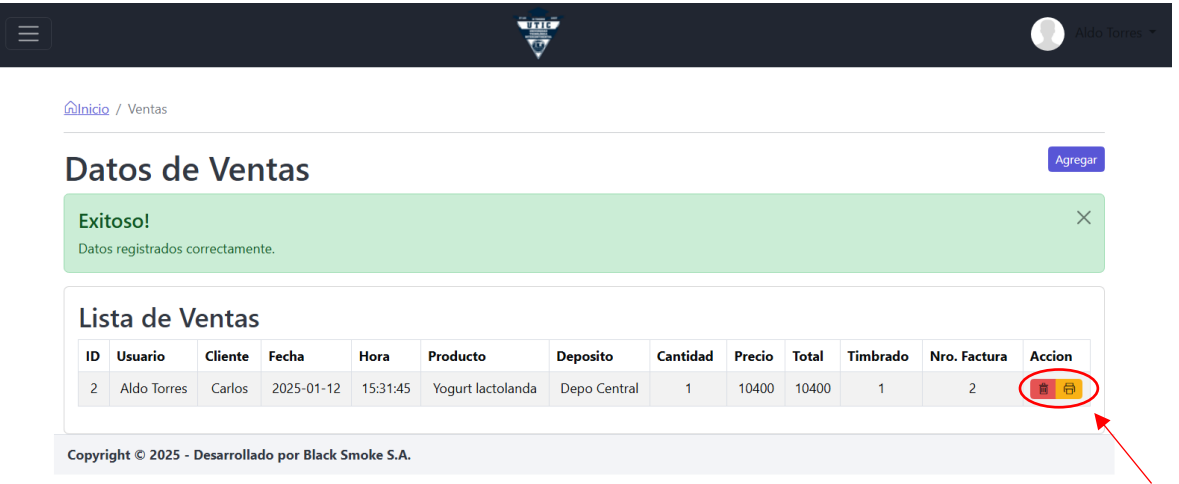 UTIC
Aldo Torres
Inicio / Ventas
Datos de Ventas
Agregar
Exitoso!
Datos registrados correctamente.
Lista de Ventas
ID Usuario Cliente Fecha Hora Producto Deposito Cantidad Precio Total Timbrado Nro. Factura Accion
2 Aldo Torres Carlos 2025-01-12 15:31:45 Yogurt lactolanda Depo Central 1 10400 10400 1 2
Copyright © 2025 - Desarrollado por Black Smoke S.A.